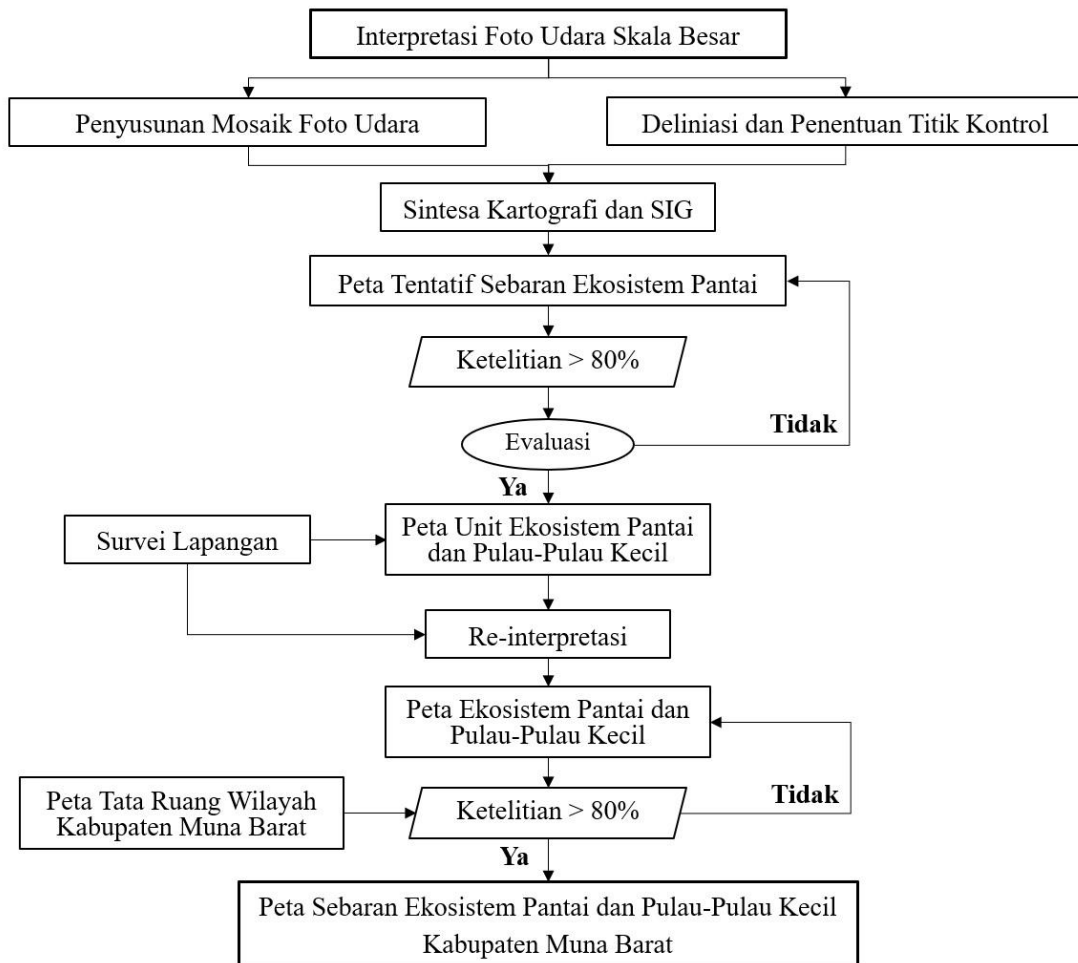 Interpretasi Foto Udara Skala Besar
Penyusunan Mosaik Foto Udara
Deliniasi dan Penentuan Titik Kontrol
Sintesa Kartografi dan SIG
Peta Tentatif Sebaran Ekosistem Pantai
Ketelitian > 80%
Tidak
Evaluasi
Ya
Survei Lapangan
Peta Unit Ekosistem Pantai
dan Pulau-Pulau Kecil
Re-interpretasi
Peta Ekosistem Pantai dan
Pulau-Pulau Kecil
Peta Tata Ruang Wilayah
Kabupaten Muna Barat
Ketelitian > 80%
Tidak
Ya
Peta Sebaran Ekosistem Pantai dan Pulau-Pulau Kecil
Kabupaten Muna Barat